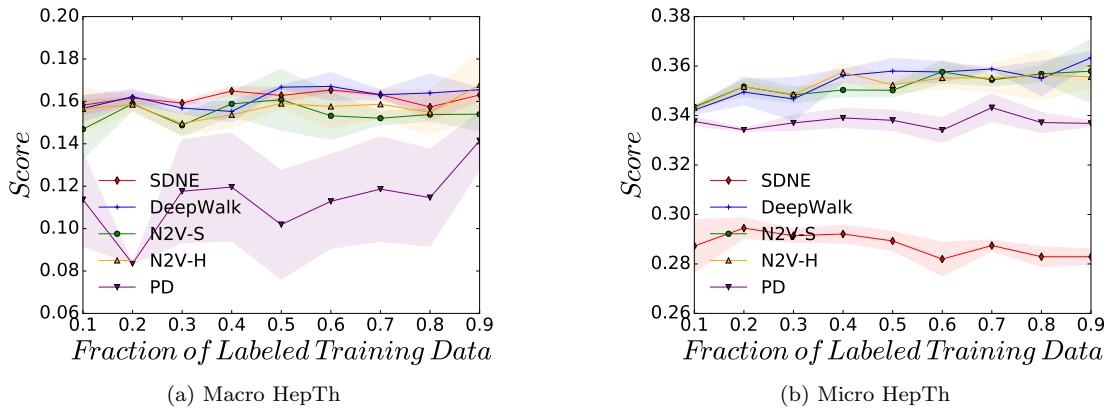 0.20
0.18
0.16
0.14
0.12
0.10
0.08
0.06
Score
SDNE
DeepWalk
N2V-S
N2V-H
PD
0.1 0.2 0.3 0.4 0.5 0.6 0.7 0.8 0.9
Fraction of Labeled Training Data
(a) Macro HepTh
0.38
0.36
0.34
0.32
0.30
0.28
0.26
Score
SDNE
DeepWalk
N2V-S
N2V-H
PD
0.1 0.2 0.3 0.4 0.5 0.6 0.7 0.8 0.9
Fraction of Labeled Training Data
(b) Micro HepTh